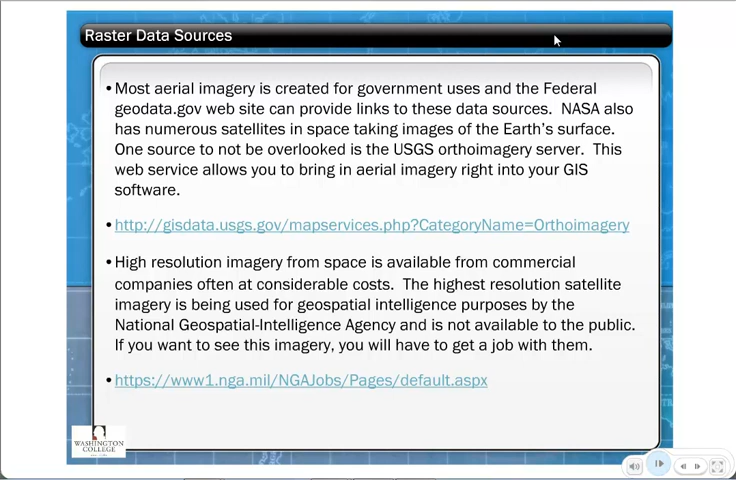 Raster Data Sources
•Most aerial imagery is created for government uses and the Federal
geodata.gov web site can provide links to these data sources.  NASA also
has numerous satellites in space taking images of the Earth's surface.
One source to not be overlooked is the USGS orthoimagery server.  This
web service allows you to bring in aerial imagery right into your GIS
software.
•http://gisdata.usgs.gov/mapservices.php?CategoryName=Orthoimagery
•High resolution imagery from space is available from commercial
companies often at considerable costs.  The highest resolution satellite
imagery is being used for geospatial intelligence purposes by the
National Geospatial-Intelligence Agency and is not available to the public.
If you want to see this imagery, you will have to get a job with them.
•https://www1.nga.mil/NGAJobs/Pages/default.aspx
WASHINGTON
COLLEGE